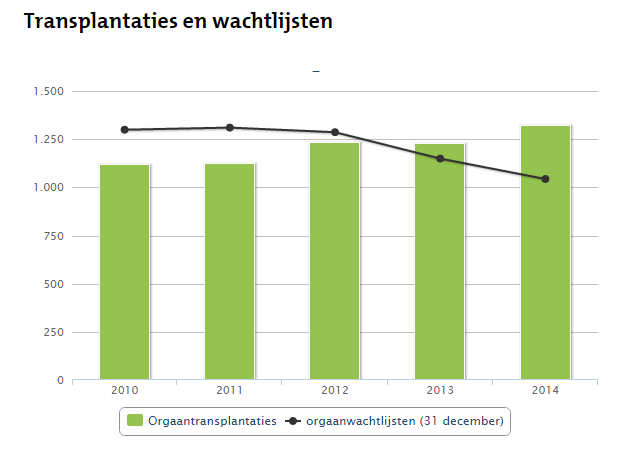 Transplantaties en wachtlijsten
–
1.500
1.250
1.000
750
500
250
0
2010 2011 2012 2013 2014
Orgaantransplantaties orgaanwachtlijsten (31 december)